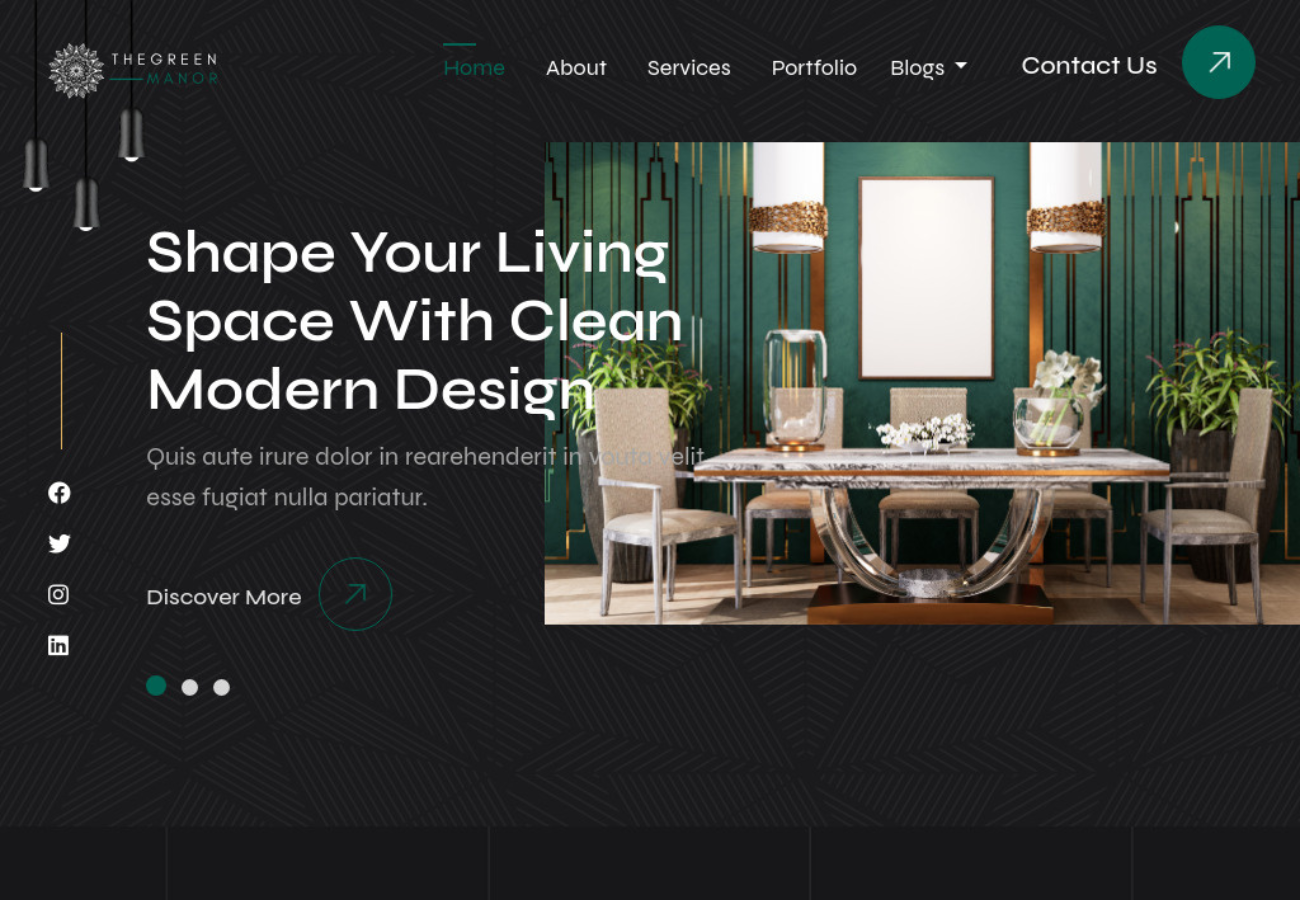 THEGREEN
MANOR
Home
About
Services
Portfolio
Blogs
Contact Us
Shape Your Living
Space With Clean
Modern Design
Quis aute irure dolor in rearehenderit in voufa velit
esse fugiat nulla pariatur.
Discover More